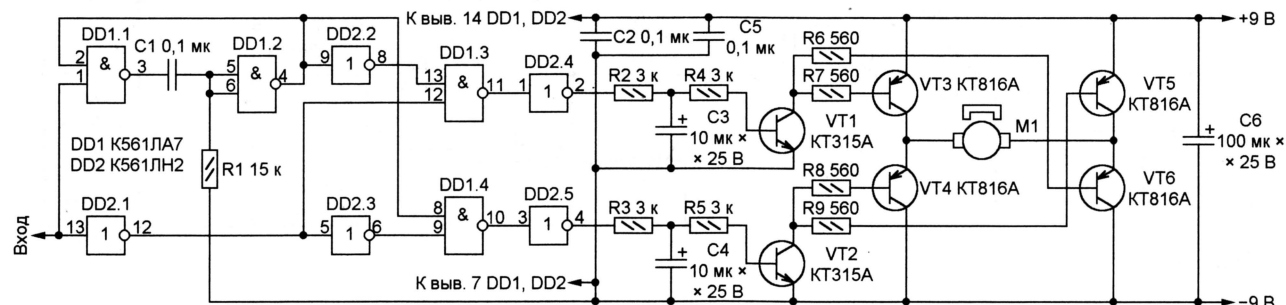 К выв. 14 DD1, DD2
+9 В
DD1.1
2
1
&
3
C1 0,1 мк
DD1.2
5
6
&
4
DD2.2
9
1
8
DD1.3
13
12
&
11
DD2.4
1
1
2
C2 0,1 мк
C5
0,1 мк
R2 3 к
R4 3 к
R6 560
R7 560
C3
+
10 мк ×
× 25 В
VT1
КТ315А
VT3 КТ816А
VT5
КТ816А
M1
C6
+
100 мк ×
× 25 В
DD1 К561ЛА7
DD2 К561ЛН2
R1 15 к
Вход
DD2.1
13
1
12
DD2.3
5
1
6
DD1.4
8
9
&
10
DD2.5
3
1
4
R3 3 к
R5 3 к
R8 560
R9 560
C4
+
10 мк ×
× 25 В
VT2
КТ315А
VT4 КТ816А
VT6
КТ816А
К выв. 7 DD1, DD2
–9 В